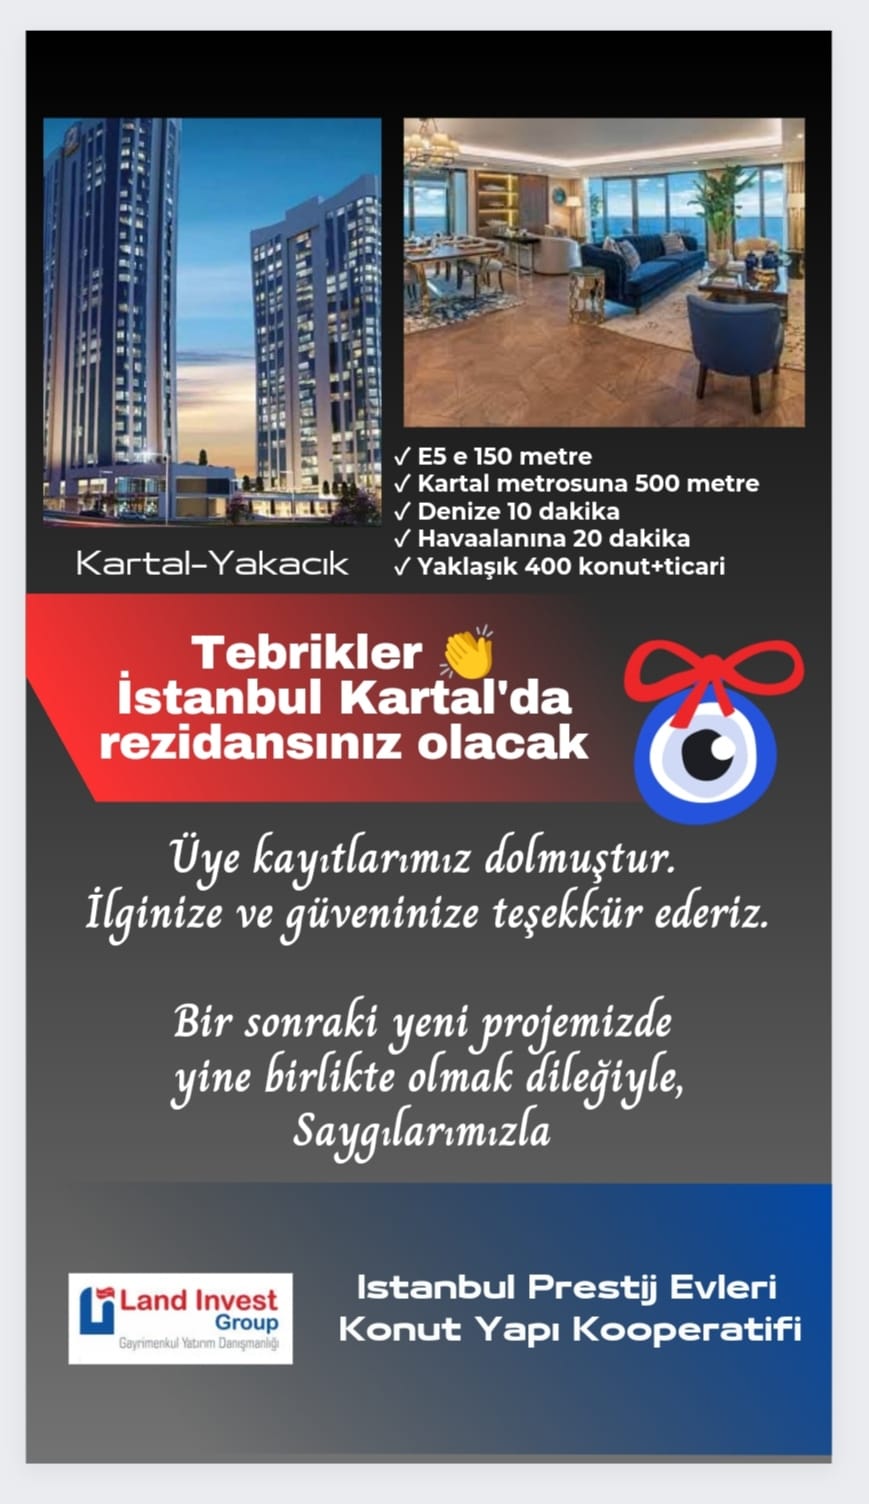 ✓ E5 e 150 metre
✓ Kartal metrosuna 500 metre
✓ Denize 10 dakika
✓ Havaalanına 20 dakika
✓ Yaklaşık 400 konut+ticari
Kartal-Yakacık
Tebrikler 👏
İstanbul Kartal'da
rezidansınız olacak
Üye kayıtlarımız dolmuştur.
İlginize ve güveninize teşekkür ederiz.
Bir sonraki yeni projemizde
yine birlikte olmak dileğiyle,
Saygılarımızla
Land Invest
Group
Gayrimenkul Yatırım Danışmanlığı
Istanbul Prestij Evleri
Konut Yapı Kooperatifi